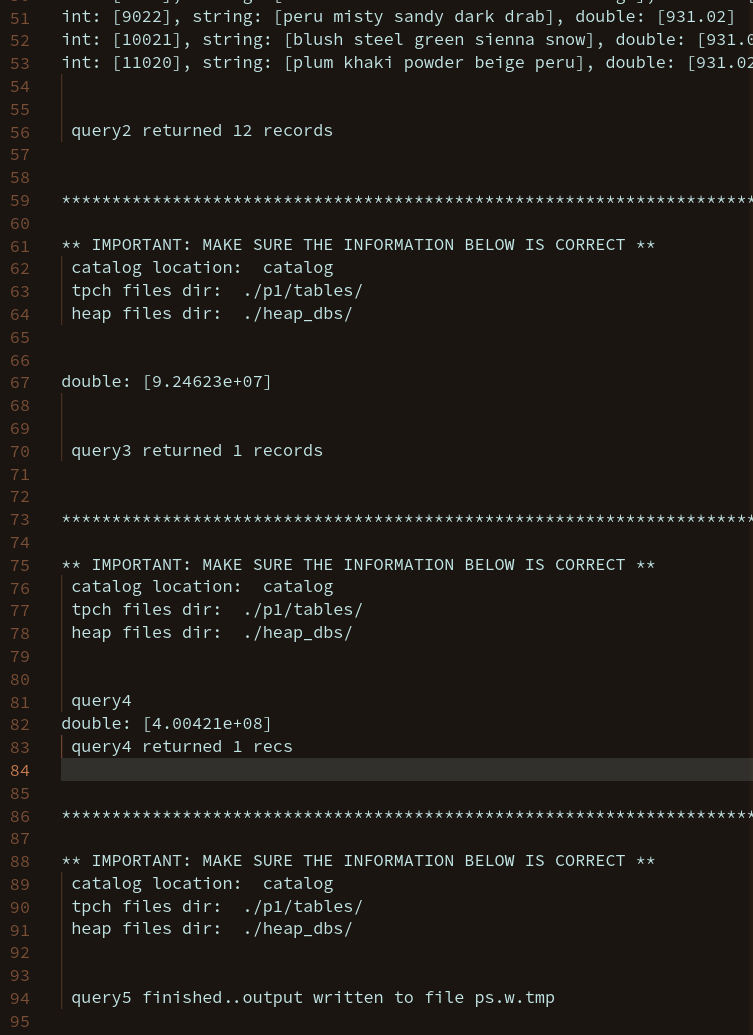 51 int: [9022], string: [peru misty sandy dark drab], double: [931.02]
52 int: [10021], string: [blush steel green sienna snow], double: [931.0
53 int: [11020], string: [plum khaki powder beige peru], double: [931.02
54
55
56 query2 returned 12 records
57
58
59 *********************************************************************
60
61 ** IMPORTANT: MAKE SURE THE INFORMATION BELOW IS CORRECT **
62 catalog location: catalog
63 tpch files dir: ./p1/tables/
64 heap files dir: ./heap_dbs/
65
66
67 double: [9.24623e+07]
68
69
70 query3 returned 1 records
71
72
73 *********************************************************************
74
75 ** IMPORTANT: MAKE SURE THE INFORMATION BELOW IS CORRECT **
76 catalog location: catalog
77 tpch files dir: ./p1/tables/
78 heap files dir: ./heap_dbs/
79
80
81 query4
82 double: [4.00421e+08]
83 query4 returned 1 recs
84
85
86 *********************************************************************
87
88 ** IMPORTANT: MAKE SURE THE INFORMATION BELOW IS CORRECT **
89 catalog location: catalog
90 tpch files dir: ./p1/tables/
91 heap files dir: ./heap_dbs/
92
93
94 query5 finished..output written to file ps.w.tmp
95